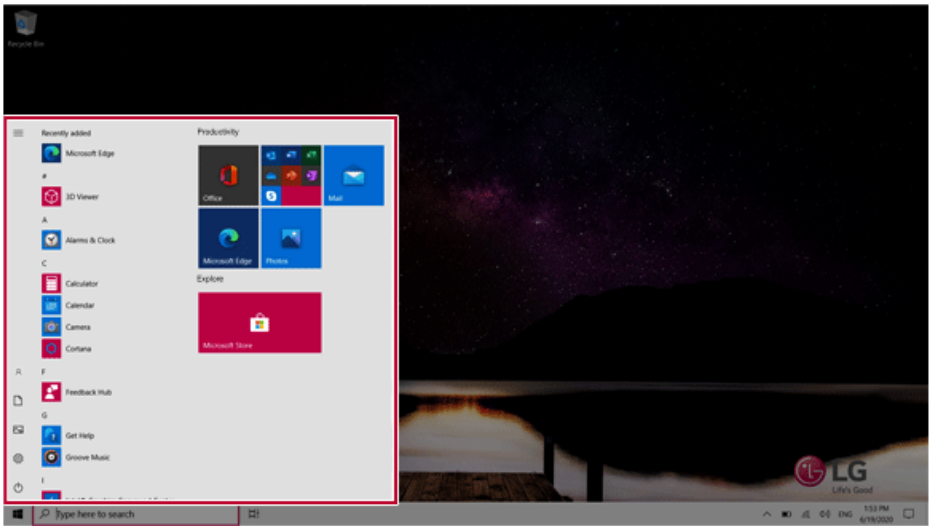 Recycle Bin
Recently added
Microsoft Edge
#
3D Viewer
A
Alarms & Clock
C
Calculator
Calendar
Camera
Cortana
F
Feedback Hub
G
Get Help
Groove Music
I
Productivity
Office
Mail
Microsoft Edge
Photos
Explore
Microsoft Store
LG
Life's Good
Type here to search
ENG
1:53 PM
6/19/2020